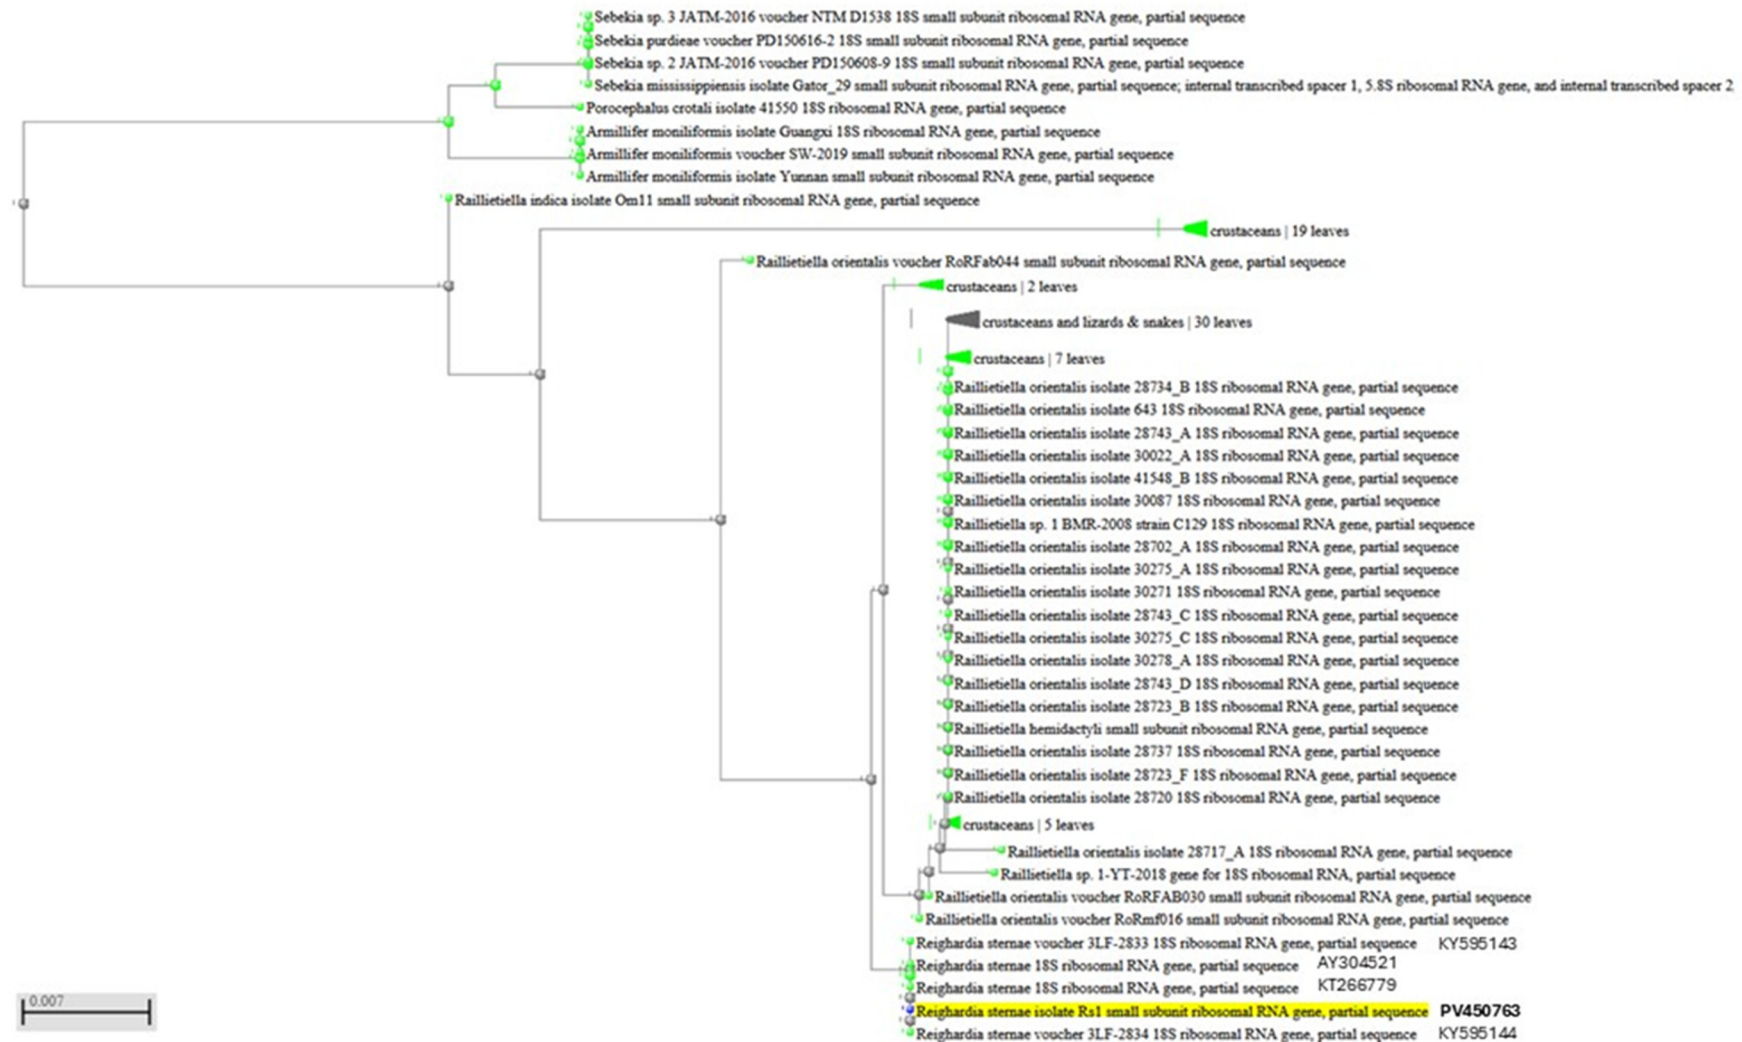 Sebekia sp. 3 JATM-2016 voucher NTM D1538 18S small subunit ribosomal RNA gene, partial sequence
Sebekia purdieae voucher PD150616-2 18S small subunit ribosomal RNA gene, partial sequence
Sebekia sp. 2 JATM-2016 voucher PD150608-9 18S small subunit ribosomal RNA gene, partial sequence
Sebekia mississippiensis isolate Gator_29 small subunit ribosomal RNA gene, partial sequence; internal transcribed spacer 1, 5.8S ribosomal RNA gene, and internal transcribed spacer 2
Porocephalus crotali isolate 41550 18S ribosomal RNA gene, partial sequence
Armillifer moniliformis isolate Guangxi 18S ribosomal RNA gene, partial sequence
Armillifer moniliformis voucher SW-2019 small subunit ribosomal RNA gene, partial sequence
Armillifer moniliformis isolate Yunnan small subunit ribosomal RNA gene, partial sequence
Raillietiella indica isolate Om11 small subunit ribosomal RNA gene, partial sequence
crustaceans | 19 leaves
Raillietiella orientalis voucher RoRFab044 small subunit ribosomal RNA gene, partial sequence
crustaceans | 2 leaves
crustaceans and lizards & snakes | 30 leaves
crustaceans | 7 leaves
Raillietiella orientalis isolate 28734_B 18S ribosomal RNA gene, partial sequence
Raillietiella orientalis isolate 643 18S ribosomal RNA gene, partial sequence
Raillietiella orientalis isolate 28743_A 18S ribosomal RNA gene, partial sequence
Raillietiella orientalis isolate 30022_A 18S ribosomal RNA gene, partial sequence
Raillietiella orientalis isolate 41548_B 18S ribosomal RNA gene, partial sequence
Raillietiella orientalis isolate 30087 18S ribosomal RNA gene, partial sequence
Raillietiella sp. 1 BMR-2008 strain C129 18S ribosomal RNA gene, partial sequence
Raillietiella orientalis isolate 28702_A 18S ribosomal RNA gene, partial sequence
Raillietiella orientalis isolate 30275_A 18S ribosomal RNA gene, partial sequence
Raillietiella orientalis isolate 30271 18S ribosomal RNA gene, partial sequence
Raillietiella orientalis isolate 28743_C 18S ribosomal RNA gene, partial sequence
Raillietiella orientalis isolate 30275_C 18S ribosomal RNA gene, partial sequence
Raillietiella orientalis isolate 30278_A 18S ribosomal RNA gene, partial sequence
Raillietiella orientalis isolate 28743_D 18S ribosomal RNA gene, partial sequence
Raillietiella orientalis isolate 28723_B 18S ribosomal RNA gene, partial sequence
Raillietiella hemidactyli small subunit ribosomal RNA gene, partial sequence
Raillietiella orientalis isolate 28737 18S ribosomal RNA gene, partial sequence
Raillietiella orientalis isolate 28723_F 18S ribosomal RNA gene, partial sequence
Raillietiella orientalis isolate 28720 18S ribosomal RNA gene, partial sequence
crustaceans | 5 leaves
Raillietiella orientalis isolate 28717_A 18S ribosomal RNA gene, partial sequence
Raillietiella sp. 1-YT-2018 gene for 18S ribosomal RNA, partial sequence
Raillietiella orientalis voucher RoRFAB030 small subunit ribosomal RNA gene, partial sequence
Raillietiella orientalis voucher RoRmf016 small subunit ribosomal RNA gene, partial sequence
Reighardia sternae voucher 3LF-2833 18S ribosomal RNA gene, partial sequence KY595143
Reighardia sternae 18S ribosomal RNA gene, partial sequence AY304521
Reighardia sternae 18S ribosomal RNA gene, partial sequence KT266779
Reighardia sternae isolate Rs1 small subunit ribosomal RNA gene, partial sequence PV450763
Reighardia sternae voucher 3LF-2834 18S ribosomal RNA gene, partial sequence KY595144
0.007